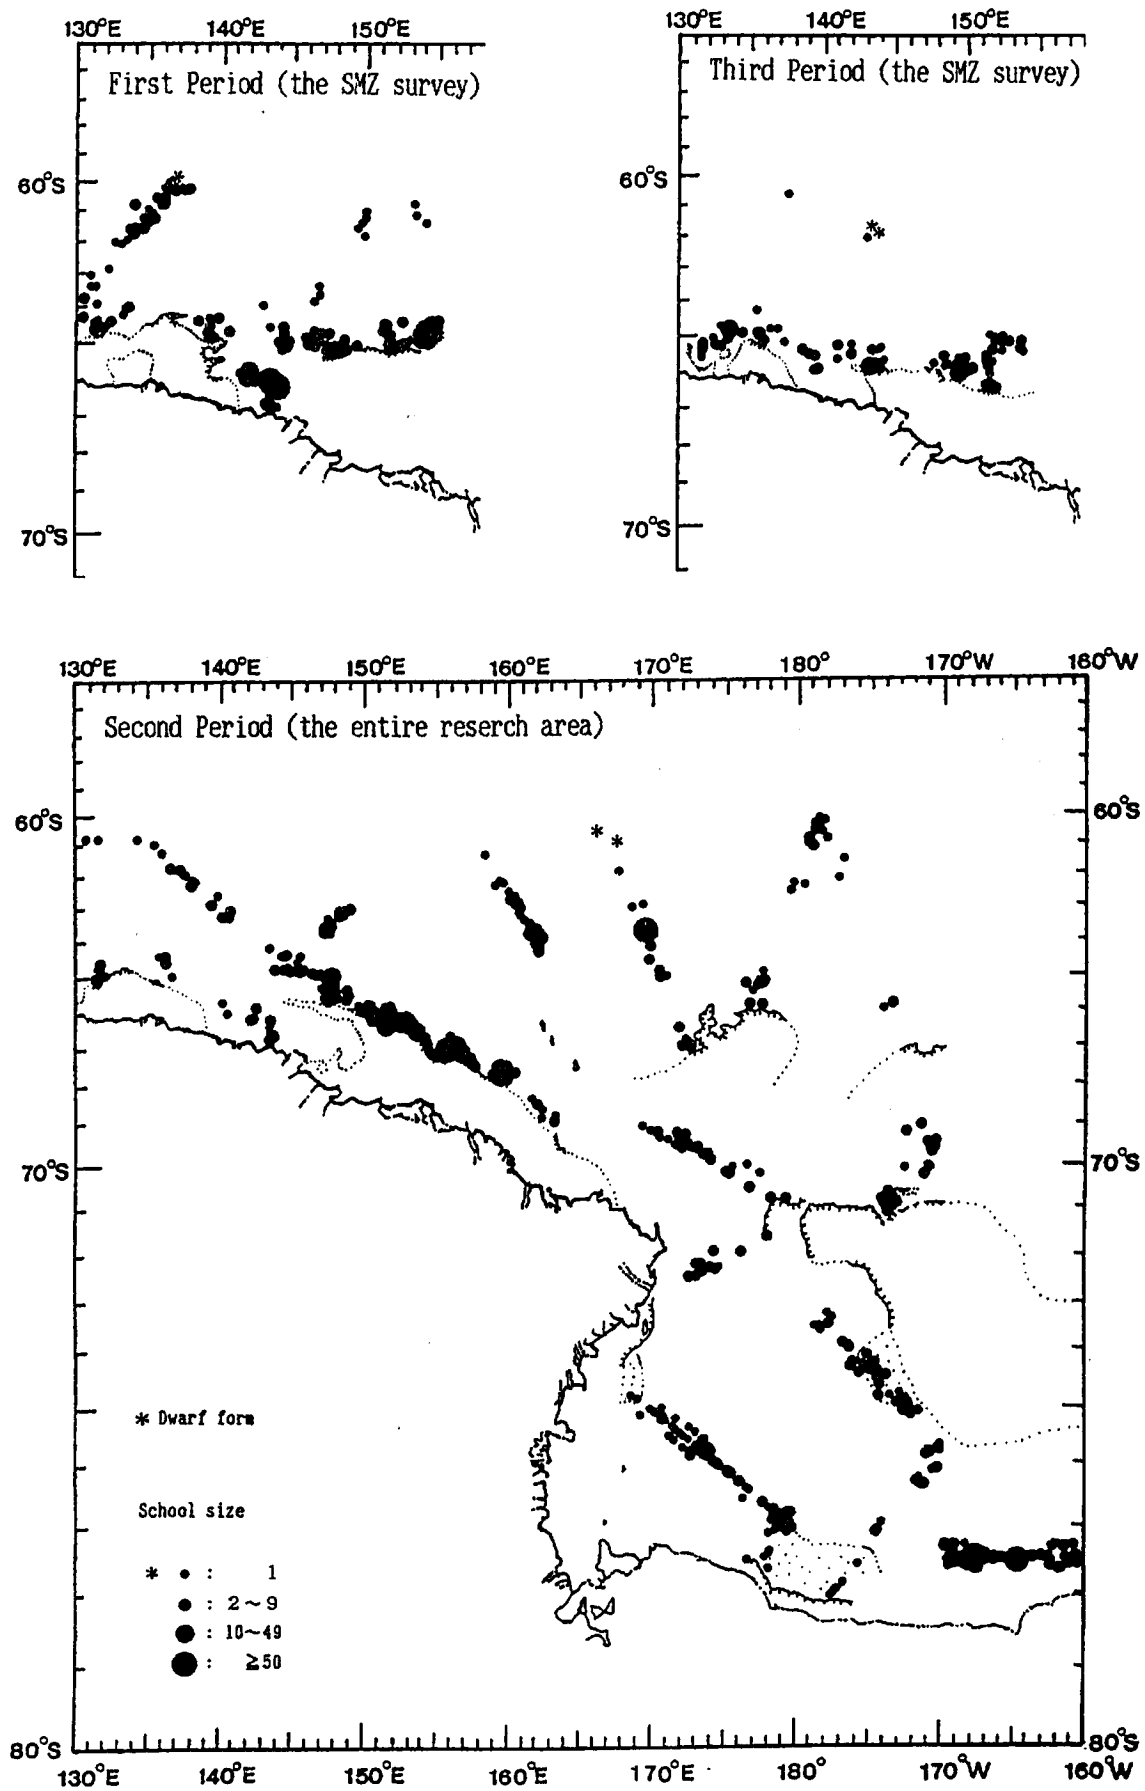 130°E 140°E 150°E
First Period (the SMZ survey)
60°S
70°S
130°E 140°E 150°E
Third Period (the SMZ survey)
60°S
70°S
130°E 140°E 150°E 160°E 170°E 180° 170°W 160°W
Second Period (the entire reserch area)
60°S 60°S
70°S 70°S
* Dwarf form
School size
* : 1
: 2~9
: 10~49
: ≧50
80°S 80°S
130°E 140°E 150°E 160°E 170°E 180° 170°W 160°W